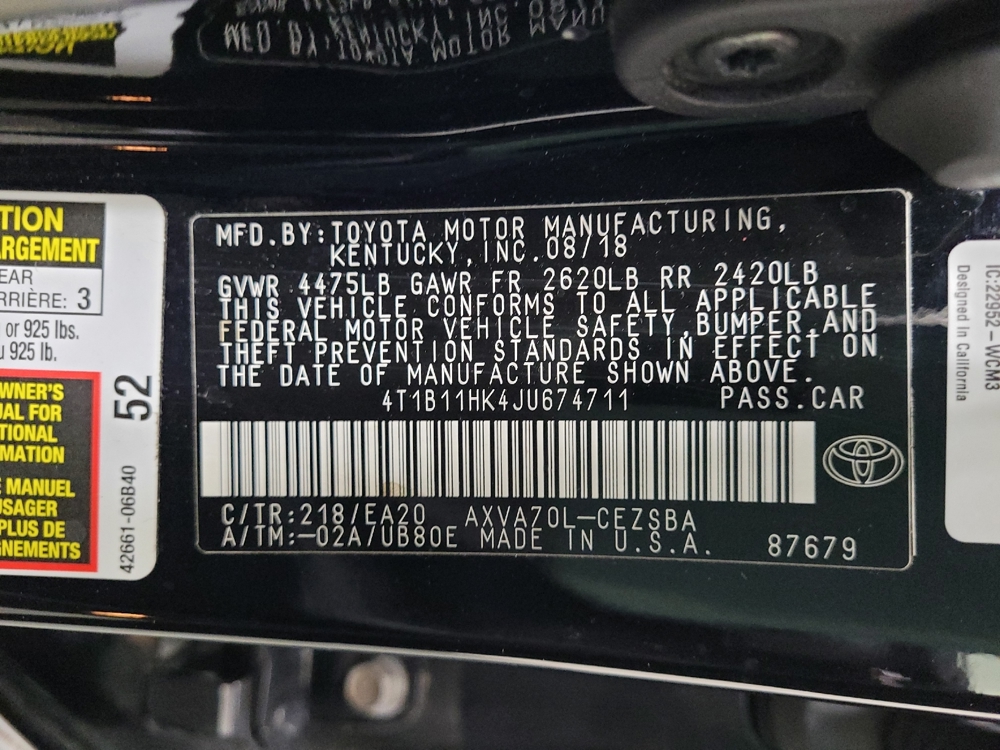 MFD.BY:TOYOTA MOTOR MANUFACTURING,
KENTUCKY, INC.08/18
GVWR 4475LB GAWR FR 2620LB RR 2420LB
THIS VEHICLE CONFORMS TO ALL APPLICABLE
FEDERAL MOTOR VEHICLE SAFETY,BUMPER,AND
THEFT PREVENTION STANDARDS IN EFFECT ON
THE DATE OF MANUFACTURE SHOWN ABOVE.
4T1B11HK4JU674711 PASS.CAR
C/TR:218/EA20 AXVA70L-CEZSBA
A/TM:-02A/UB80E MADE IN U.S.A. 87679
TION
ARGEMENT
EAR
RRIÈRE: 3
or 925 lbs.
u 925 lb.
WNER'S
UAL FOR
TIONAL
MATION
E MANUEL
USAGER
PLUS DE
GNEMENTS
52
42661-06B40
IC:22952-WCM3
Designed in California